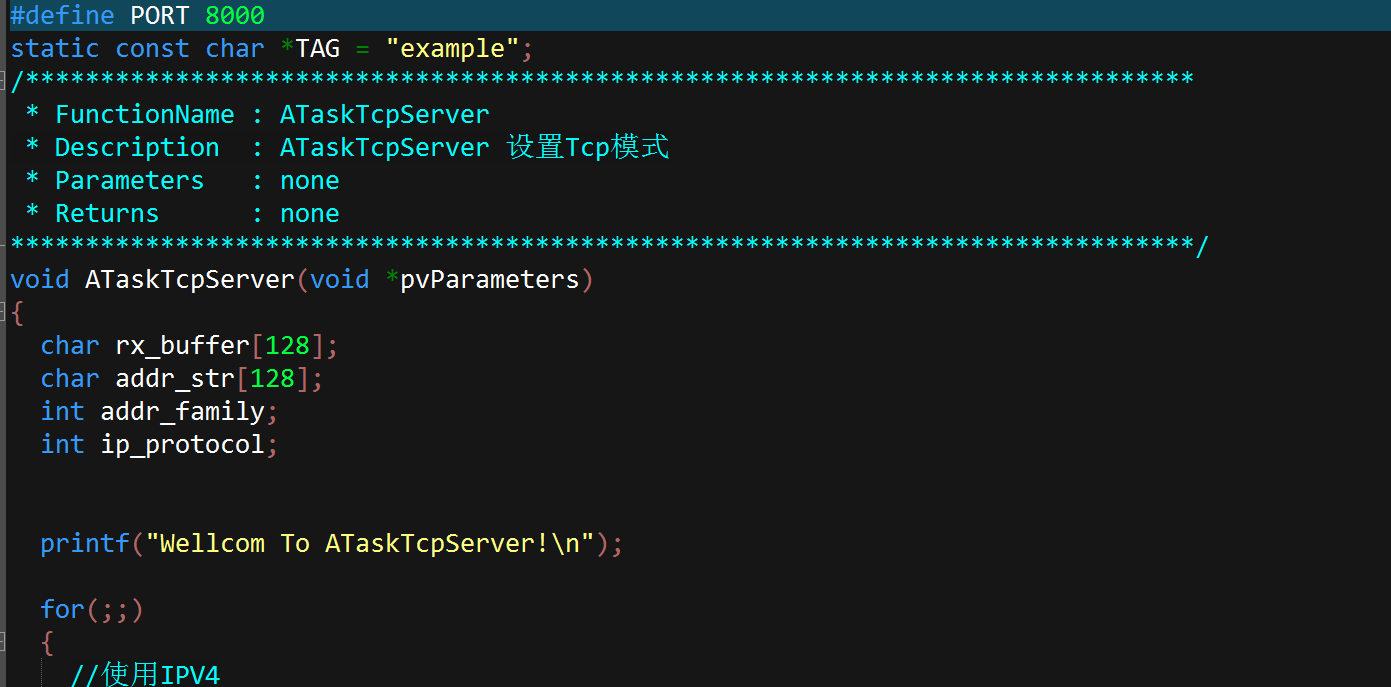 #define PORT 8000
static const char *TAG = "example";
/******************************************************************************
 * FunctionName : ATaskTcpServer
 * Description  : ATaskTcpServer 设置Tcp模式
 * Parameters   : none
 * Returns      : none
*******************************************************************************/
void ATaskTcpServer(void *pvParameters)
{
  char rx_buffer[128];
  char addr_str[128];
  int addr_family;
  int ip_protocol;
  printf("Wellcom To ATaskTcpServer!\n");
  for(;;)
  {
    //使用IPV4